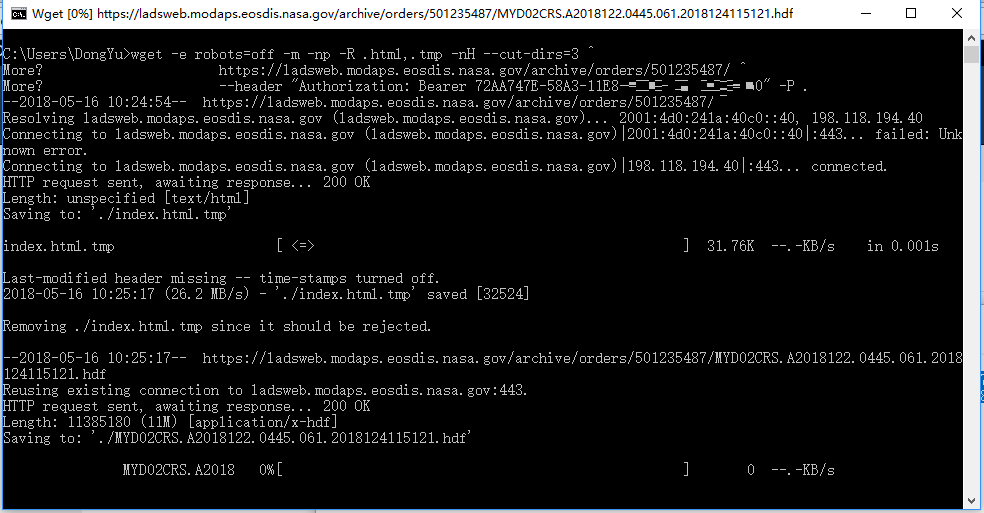 Wget [0%] https://ladsweb.modaps.eosdis.nasa.gov/archive/orders/501235487/MYD02CRS.A2018122.0445.061.2018124115121.hdf
C:\Users\DongYu>wget -e robots=off -m -np -R .html,.tmp -nH --cut-dirs=3 ^
More? https://ladsweb.modaps.eosdis.nasa.gov/archive/orders/501235487/ ^
More? --header "Authorization: Bearer 72AA747E-58A3-11E8- 0" -P .
--2018-05-16 10:24:54-- https://ladsweb.modaps.eosdis.nasa.gov/archive/orders/501235487/
Resolving ladsweb.modaps.eosdis.nasa.gov (ladsweb.modaps.eosdis.nasa.gov)... 2001:4d0:241a:40c0::40, 198.118.194.40
Connecting to ladsweb.modaps.eosdis.nasa.gov (ladsweb.modaps.eosdis.nasa.gov)|2001:4d0:241a:40c0::40|:443... failed: Unk
nown error.
Connecting to ladsweb.modaps.eosdis.nasa.gov (ladsweb.modaps.eosdis.nasa.gov)|198.118.194.40|:443... connected.
HTTP request sent, awaiting response... 200 OK
Length: unspecified [text/html]
Saving to: './index.html.tmp'
index.html.tmp [ <=> ] 31.76K --.-KB/s in 0.001s
Last-modified header missing -- time-stamps turned off.
2018-05-16 10:25:17 (26.2 MB/s) - './index.html.tmp' saved [32524]
Removing ./index.html.tmp since it should be rejected.
--2018-05-16 10:25:17-- https://ladsweb.modaps.eosdis.nasa.gov/archive/orders/501235487/MYD02CRS.A2018122.0445.061.2018
124115121.hdf
Reusing existing connection to ladsweb.modaps.eosdis.nasa.gov:443.
HTTP request sent, awaiting response... 200 OK
Length: 11385180 (11M) [application/x-hdf]
Saving to: './MYD02CRS.A2018122.0445.061.2018124115121.hdf'
MYD02CRS.A2018 0%[ ] 0 --.-KB/s